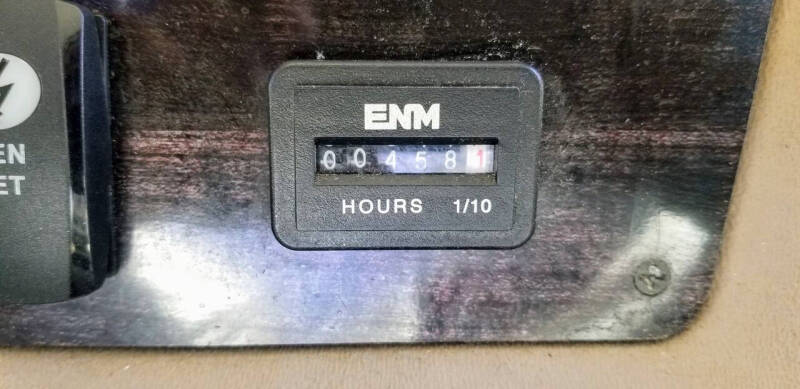 EN
ET
ENM
004581
HOURS 1/10